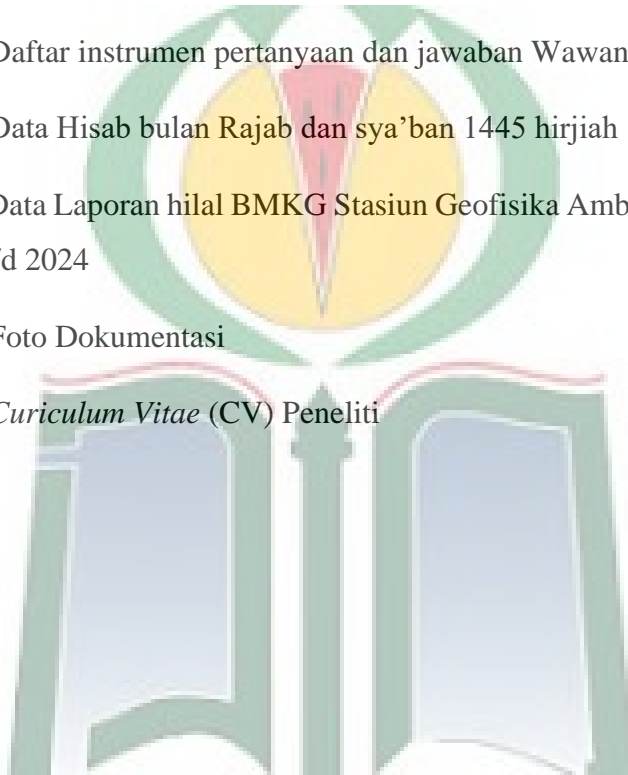 Daftar instrumen pertanyaan dan jawaban Wawan
Data Hisab bulan Rajab dan sya’ban 1445 hirjiah
Data Laporan hilal BMKG Stasiun Geofisika Amb
/d 2024
Foto Dokumentasi
Curiculum Vitae (CV) Peneliti